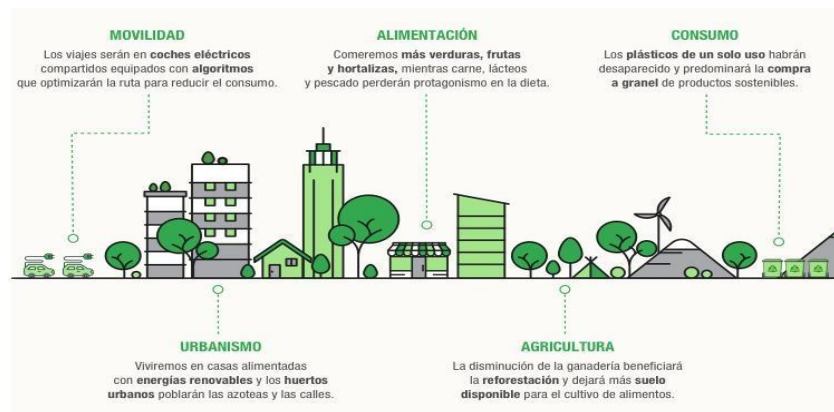 MOVILIDAD
Los viajes serán en coches eléctricos
compartidos equipados con algoritmos
que optimizarán la ruta para reducir el consumo.
ALIMENTACIÓN
Comeremos más verduras, frutas
y hortalizas, mientras carne, lácteos
y pescado perderán protagonismo en la dieta.
CONSUMO
Los plásticos de un solo uso habrán
desaparecido y predominará la compra
a granel de productos sostenibles.
URBANISMO
Viviremos en casas alimentadas
con energías renovables y los huertos
urbanos poblarán las azoteas y las calles.
AGRICULTURA
La disminución de la ganadería beneficiará
la reforestación y dejará más suelo
disponible para el cultivo de alimentos.